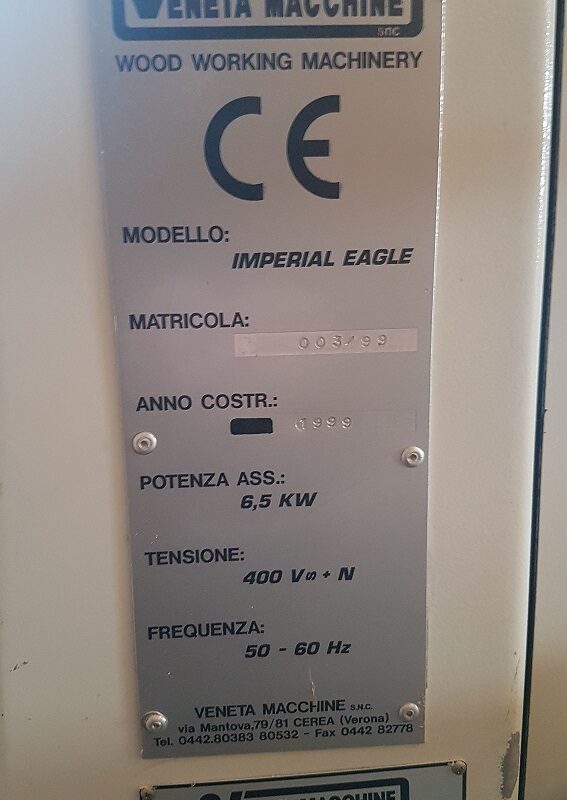 VENETA MACCHINE
snc
WOOD WORKING MACHINERY
CE
MODELLO:
IMPERIAL EAGLE
MATRICOLA:
003/99
ANNO COSTR.:
1999
POTENZA ASS.:
6,5 KW
TENSIONE:
400 V∽ + N
FREQUENZA:
50 - 60 Hz
VENETA MACCHINE S.N.C.
via Mantova,79/81 CEREA (Verona)
Tel. 0442.80383 80532 - Fax 0442 82778
MACCHINE